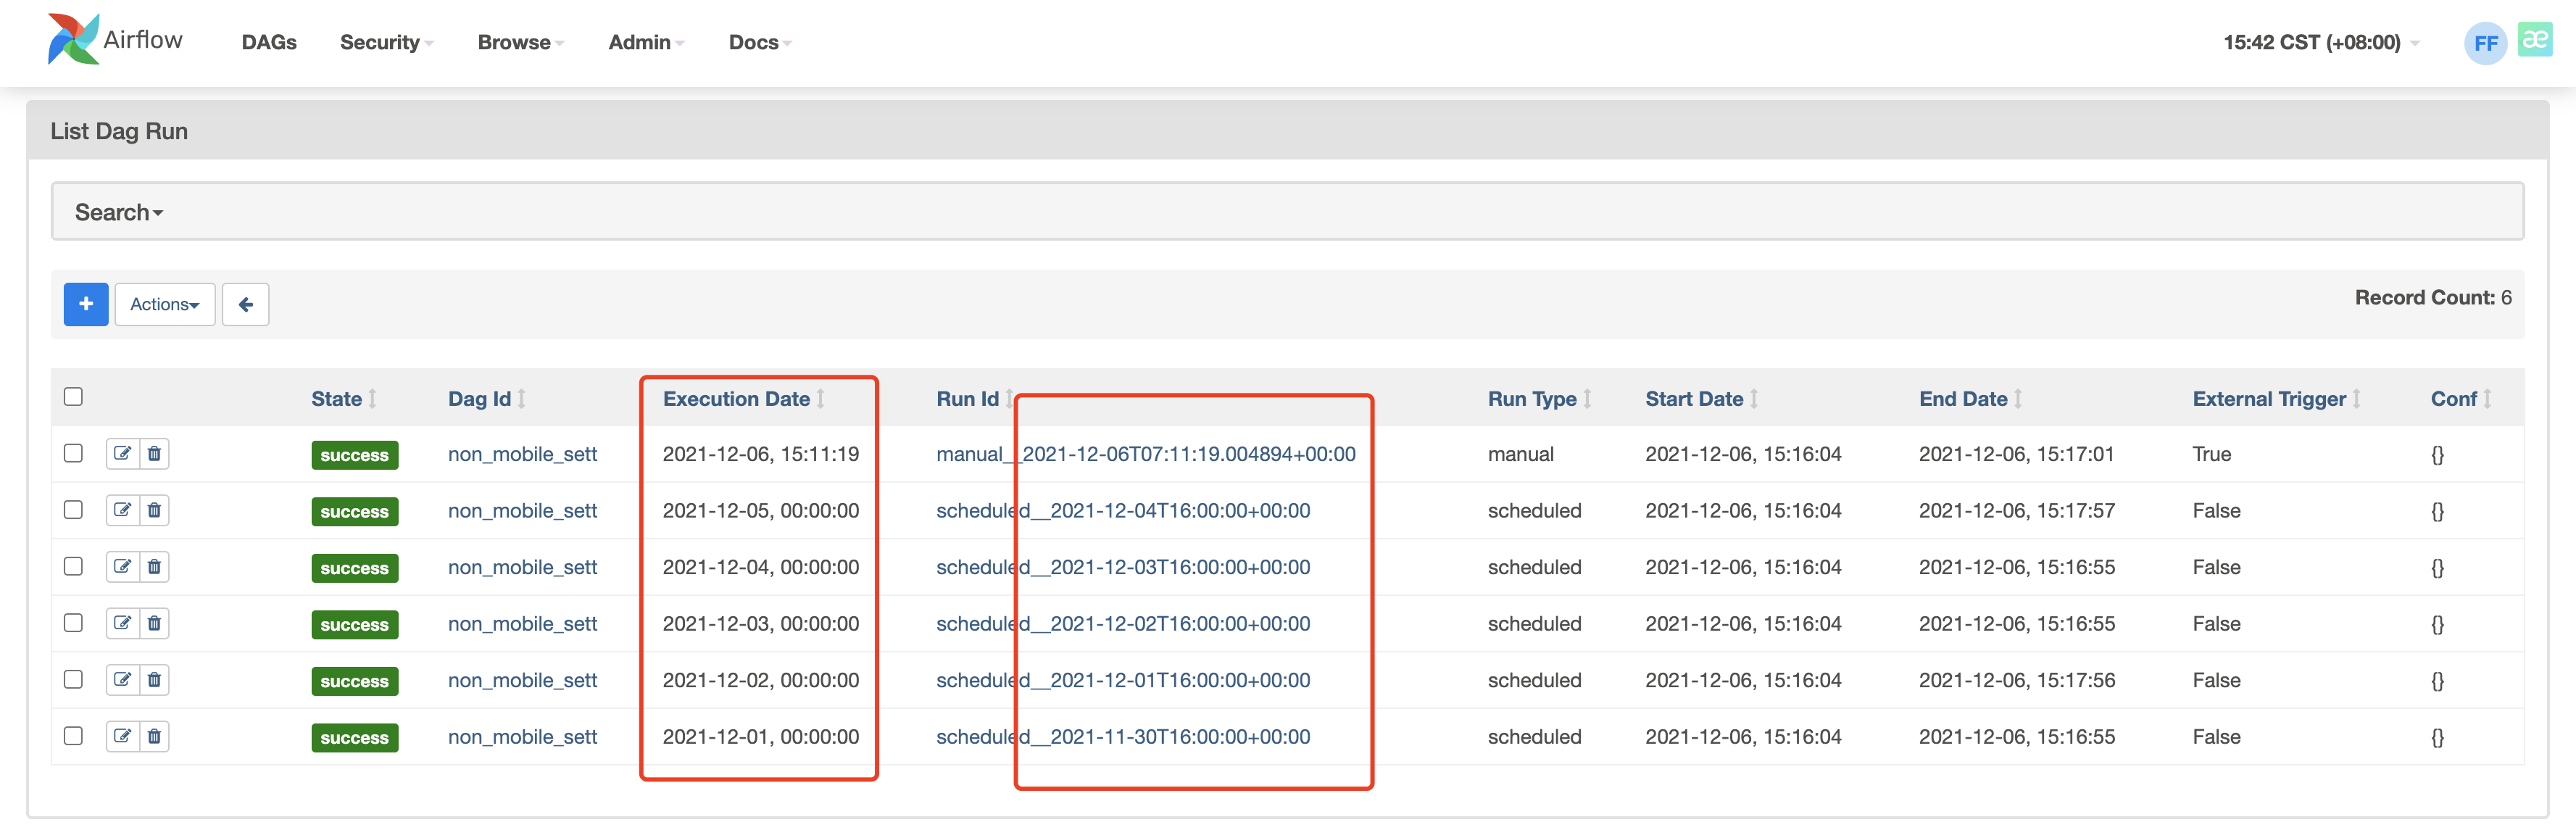 Airflow DAGs Security Browse Admin Docs 15:42 CST (+08:00) FF æ
List Dag Run
Search
+ Actions Record Count: 6
State Dag Id Execution Date Run Id Run Type Start Date End Date External Trigger Conf
success non_mobile_sett 2021-12-06, 15:11:19 manual__2021-12-06T07:11:19.004894+00:00 manual 2021-12-06, 15:16:04 2021-12-06, 15:17:01 True {}
success non_mobile_sett 2021-12-05, 00:00:00 scheduled__2021-12-04T16:00:00+00:00 scheduled 2021-12-06, 15:16:04 2021-12-06, 15:17:57 False {}
success non_mobile_sett 2021-12-04, 00:00:00 scheduled__2021-12-03T16:00:00+00:00 scheduled 2021-12-06, 15:16:04 2021-12-06, 15:16:55 False {}
success non_mobile_sett 2021-12-03, 00:00:00 scheduled__2021-12-02T16:00:00+00:00 scheduled 2021-12-06, 15:16:04 2021-12-06, 15:16:55 False {}
success non_mobile_sett 2021-12-02, 00:00:00 scheduled__2021-12-01T16:00:00+00:00 scheduled 2021-12-06, 15:16:04 2021-12-06, 15:17:56 False {}
success non_mobile_sett 2021-12-01, 00:00:00 scheduled__2021-11-30T16:00:00+00:00 scheduled 2021-12-06, 15:16:04 2021-12-06, 15:16:55 False {}